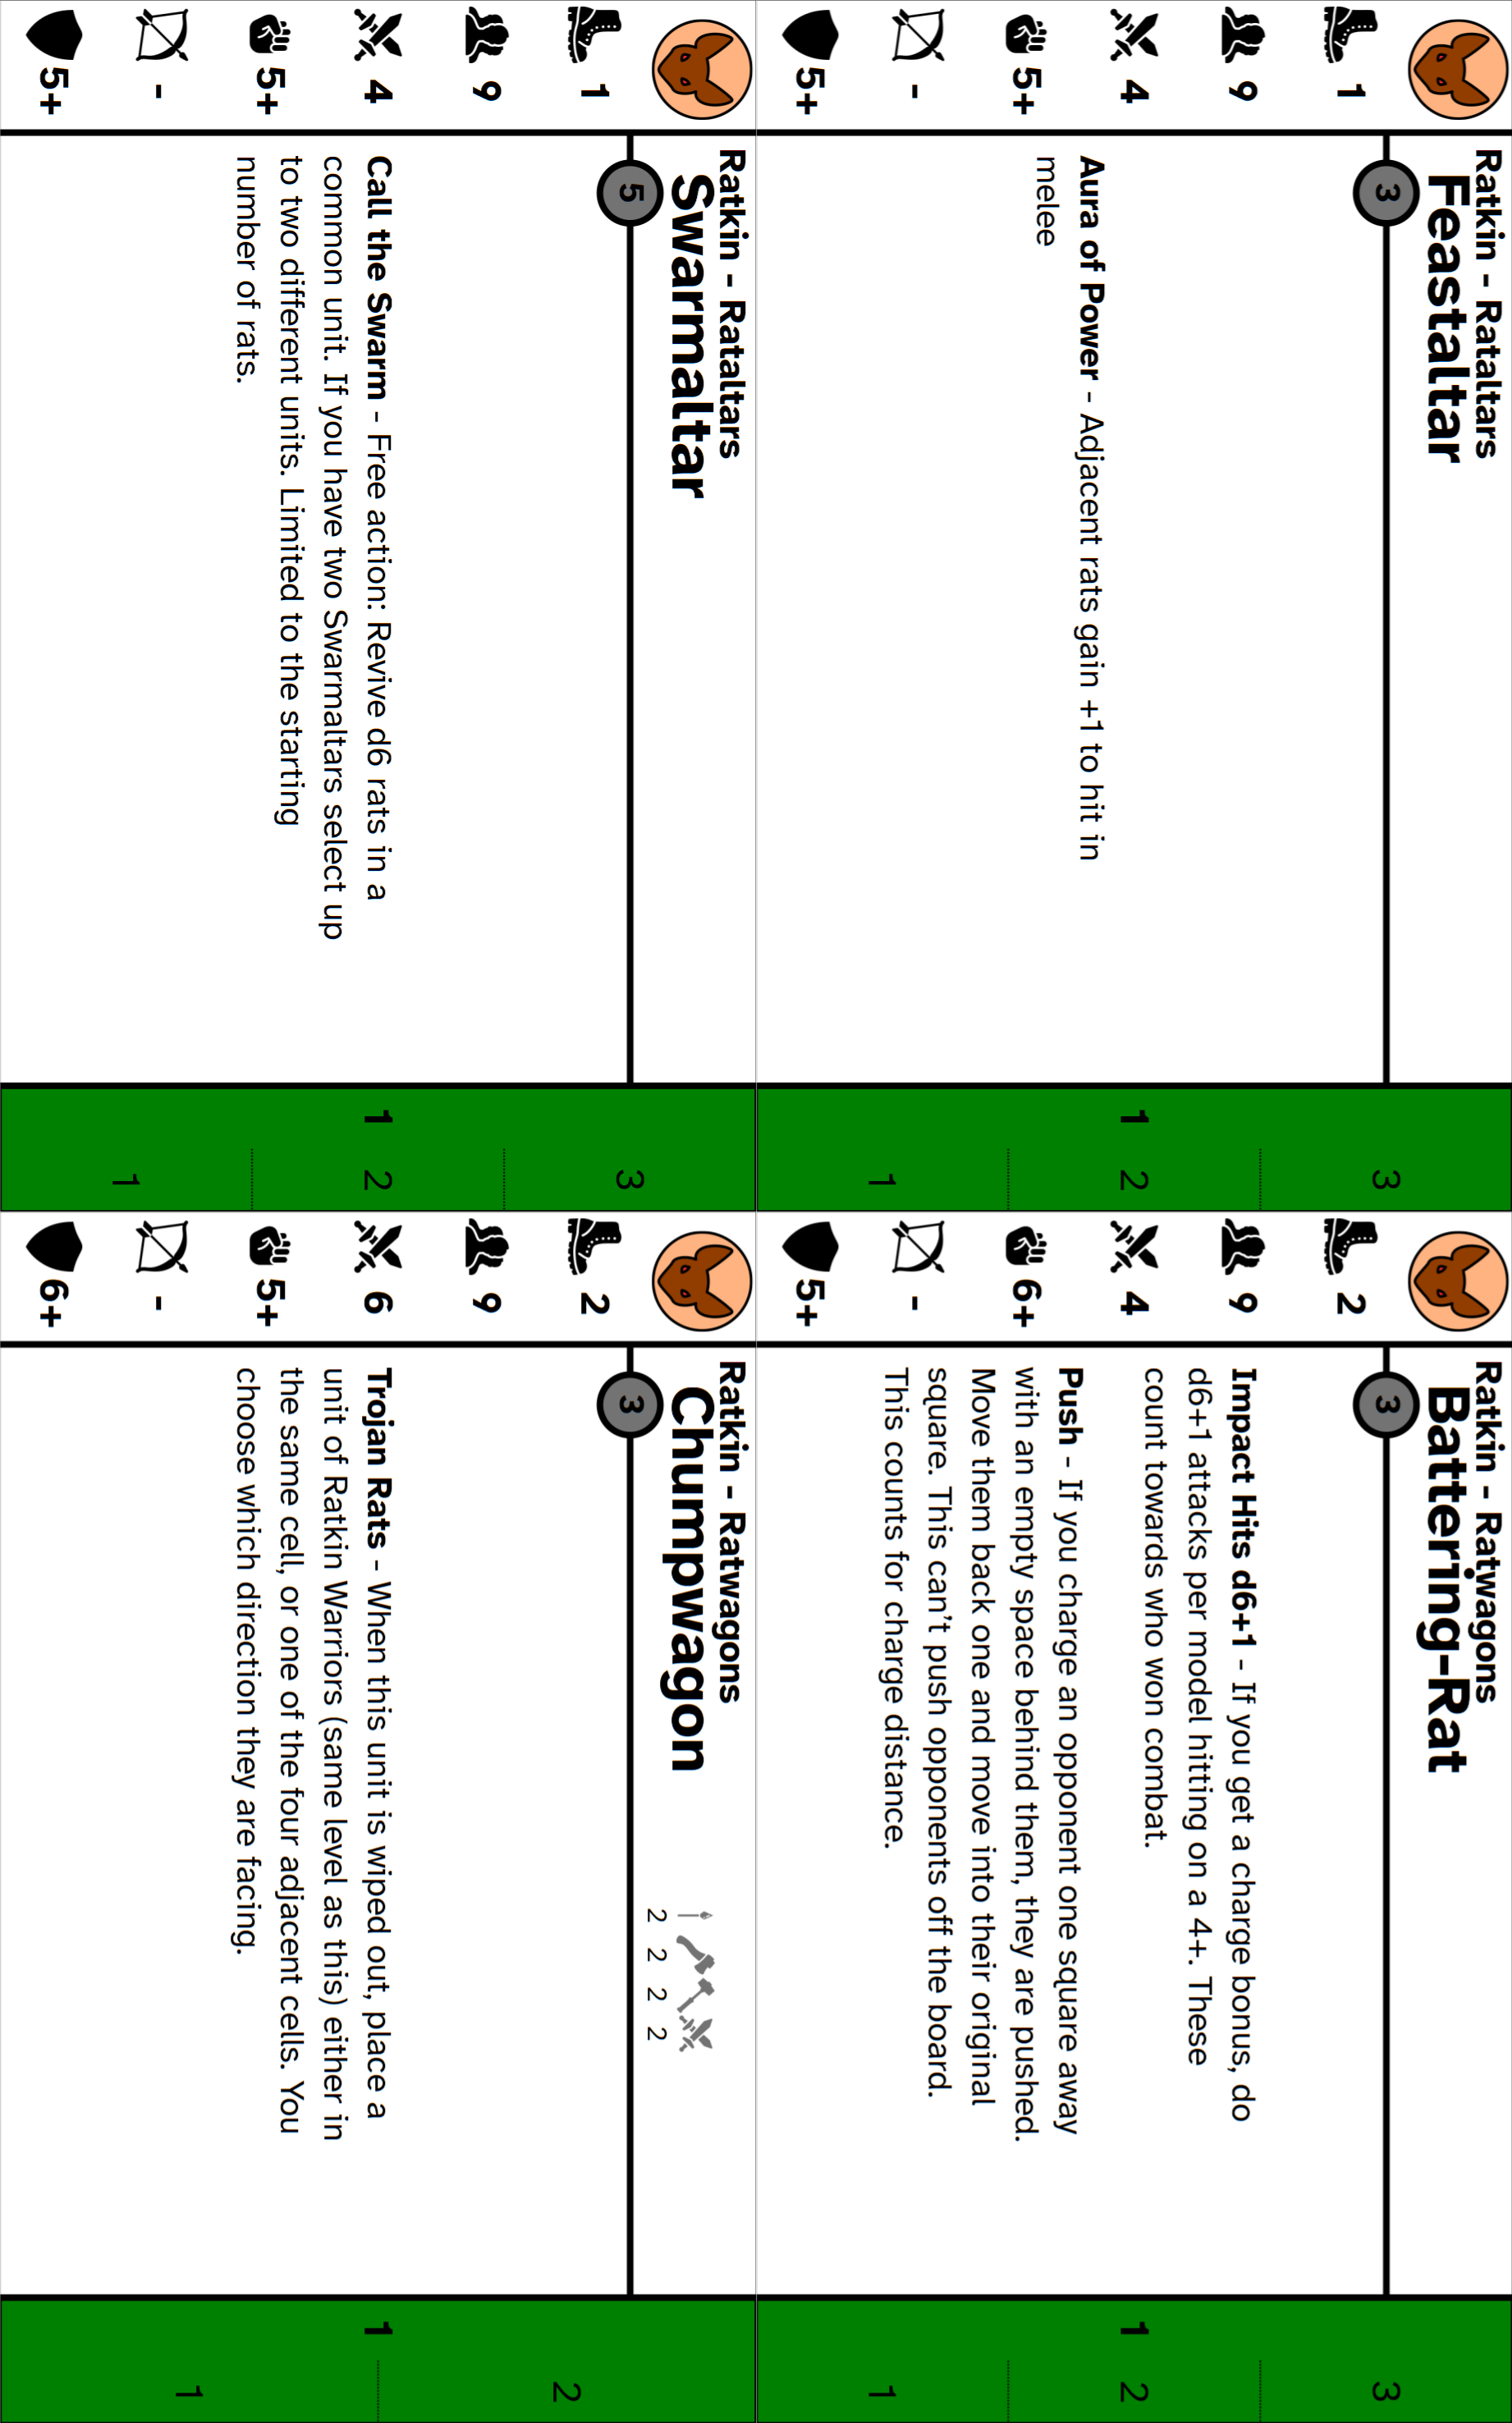 Ratkin - Rataltars
Feastaltar
3
1
9
4
5+
-
5+
Aura of Power - Adjacent rats gain +1 to hit in
melee
3
1 2
1
Ratkin - Ratwagons
Battering-Rat
3
2
9
4
6+
-
5+
Impact Hits d6+1 - If you get a charge bonus, do
d6+1 attacks per model hitting on a 4+. These
count towards who won combat.
Push - If you charge an opponent one square away
with an empty space behind them, they are pushed.
Move them back one and move into their original
square. This can't push opponents off the board.
This counts for charge distance.
3
1 2
1
Ratkin - Rataltars
Swarmaltar
5
1
9
4
5+
-
5+
Call the Swarm - Free action: Revive d6 rats in a
common unit. If you have two Swarmaltars select up
to two different units. Limited to the starting
number of rats.
3
1 2
1
Ratkin - Ratwagons
Chumpwagon
2 2 2 2
3
2
9
6
5+
-
6+
Trojan Rats - When this unit is wiped out, place a
unit of Ratkin Warriors (same level as this) either in
the same cell, or one of the four adjacent cells. You
choose which direction they are facing.
2
1
1